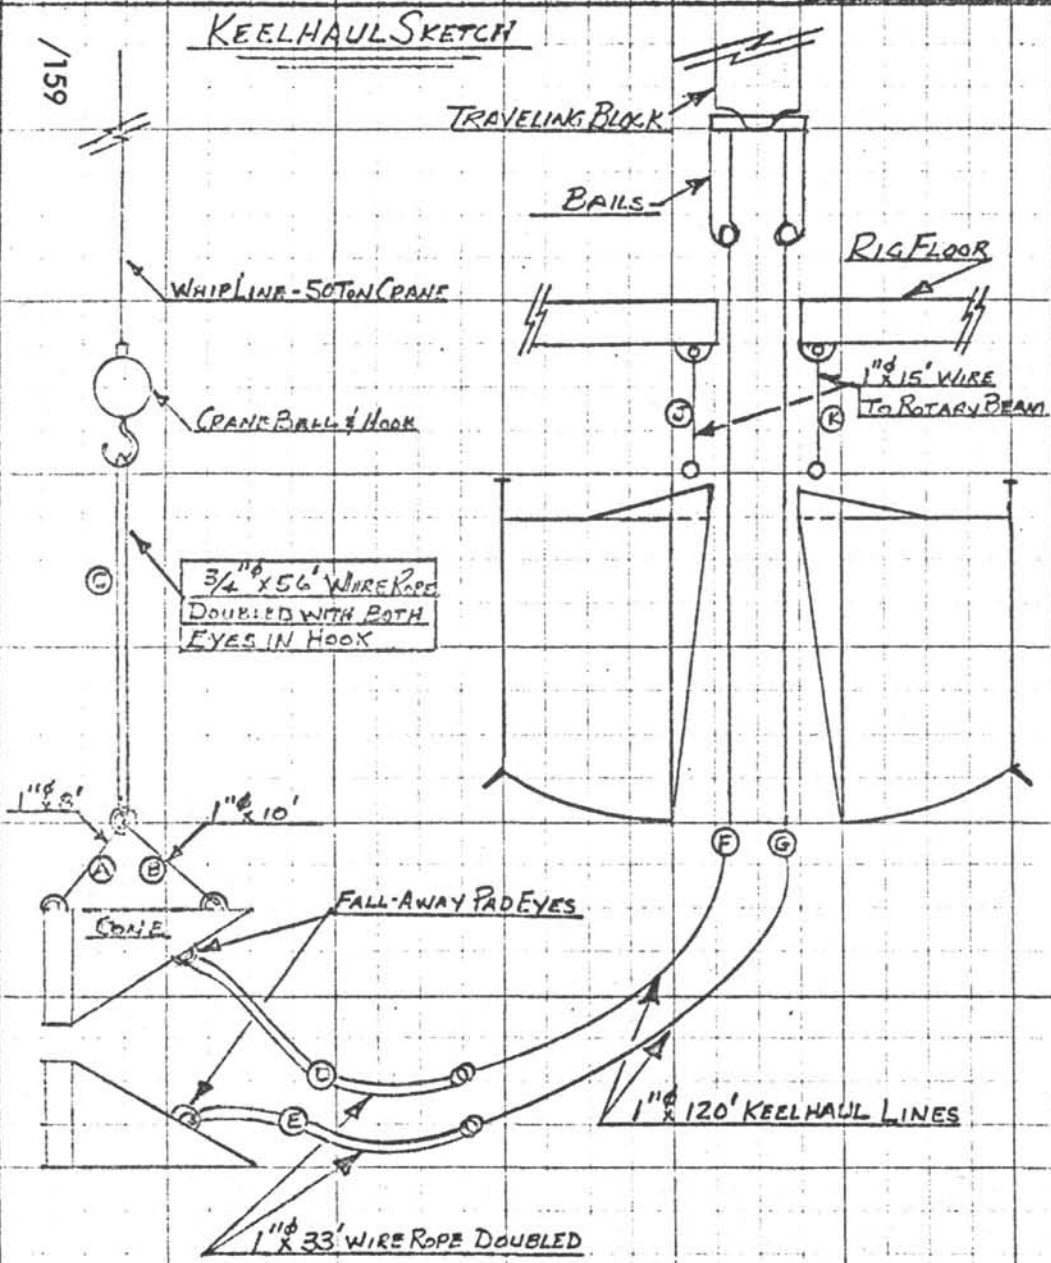 KEELHAUL SKETCH
/159
TRAVELING BLOCK
BAILS
RIG FLOOR
WHIP LINE - 50 TON CRANE
1"φ x 15' WIRE
TO ROTARY BEAM
J
K
CRANE BALL & HOOK
C
3/4"φ x 56' WIRE ROPE
DOUBLED WITH BOTH
EYES IN HOOK
1"φ x 8'
1"φ x 10'
A
B
F
G
FALL-AWAY PAD EYES
CONE
D
E
1"φ x 120' KEELHAUL LINES
1"φ x 33' WIRE ROPE DOUBLED